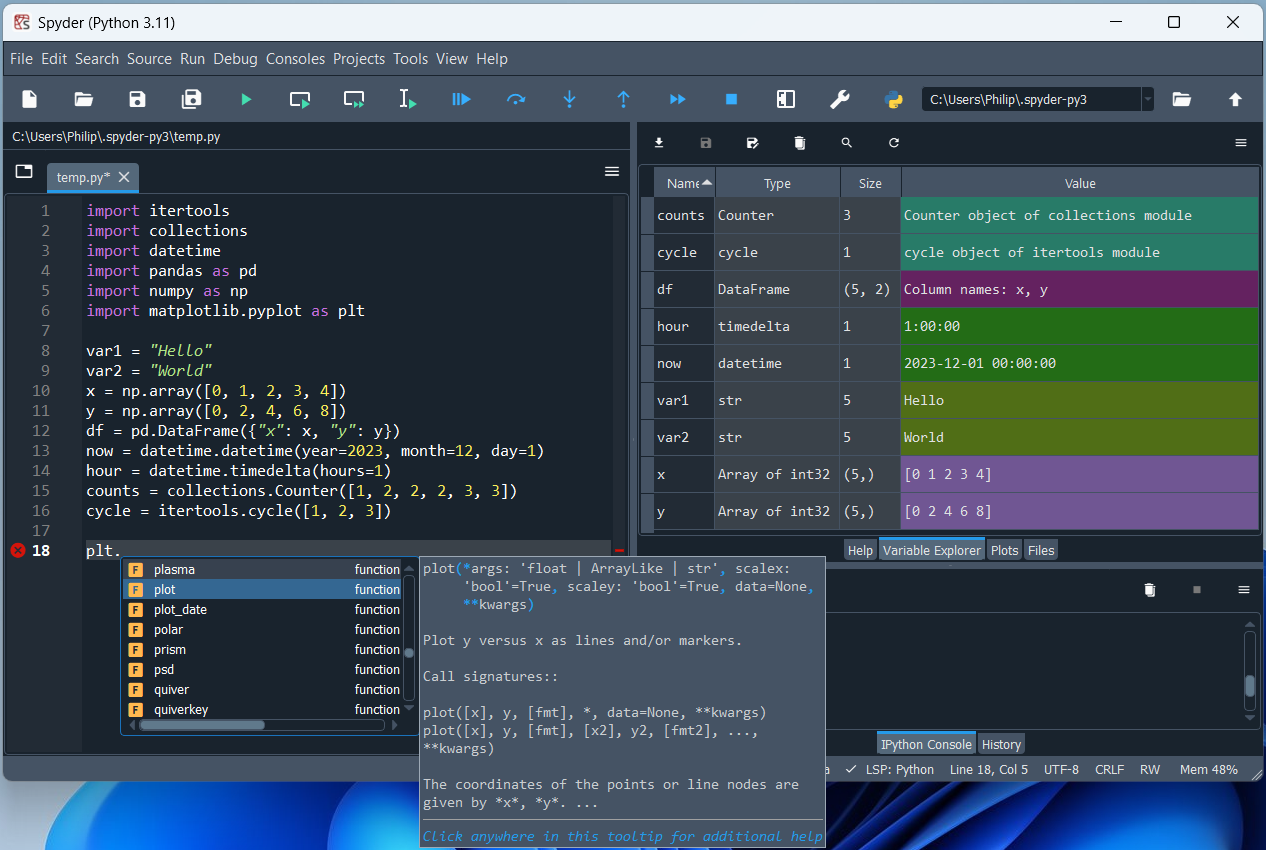 Spyder (Python 3.11)
File Edit Search Source Run Debug Consoles Projects Tools View Help
C:\Users\Philip\.spyder-py3
C:\Users\Philip\.spyder-py3\temp.py
temp.py*
1 import itertools
2 import collections
3 import datetime
4 import pandas as pd
5 import numpy as np
6 import matplotlib.pyplot as plt
7
8 var1 = "Hello"
9 var2 = "World"
10 x = np.array([0, 1, 2, 3, 4])
11 y = np.array([0, 2, 4, 6, 8])
12 df = pd.DataFrame({"x": x, "y": y})
13 now = datetime.datetime(year=2023, month=12, day=1)
14 hour = datetime.timedelta(hours=1)
15 counts = collections.Counter([1, 2, 2, 2, 3, 3])
16 cycle = itertools.cycle([1, 2, 3])
17
18 plt.
F plasma function
F plot function
F plot_date function
F polar function
F prism function
F psd function
F quiver function
F quiverkey function
plot(*args: 'float | ArrayLike | str', scalex:
'bool'=True, scaley: 'bool'=True, data=None,
**kwargs)
Plot y versus x as lines and/or markers.
Call signatures::
plot([x], y, [fmt], *, data=None, **kwargs)
plot([x], y, [fmt], [x2], y2, [fmt2], ...,
**kwargs)
The coordinates of the points or line nodes are
given by *x*, *y*. ...
Click anywhere in this tooltip for additional help
Name Type Size Value
counts Counter 3 Counter object of collections module
cycle cycle 1 cycle object of itertools module
df DataFrame (5, 2) Column names: x, y
hour timedelta 1 1:00:00
now datetime 1 2023-12-01 00:00:00
var1 str 5 Hello
var2 str 5 World
x Array of int32 (5,) [0 1 2 3 4]
y Array of int32 (5,) [0 2 4 6 8]
Help Variable Explorer Plots Files
IPython Console History
LSP: Python Line 18, Col 5 UTF-8 CRLF RW Mem 48%